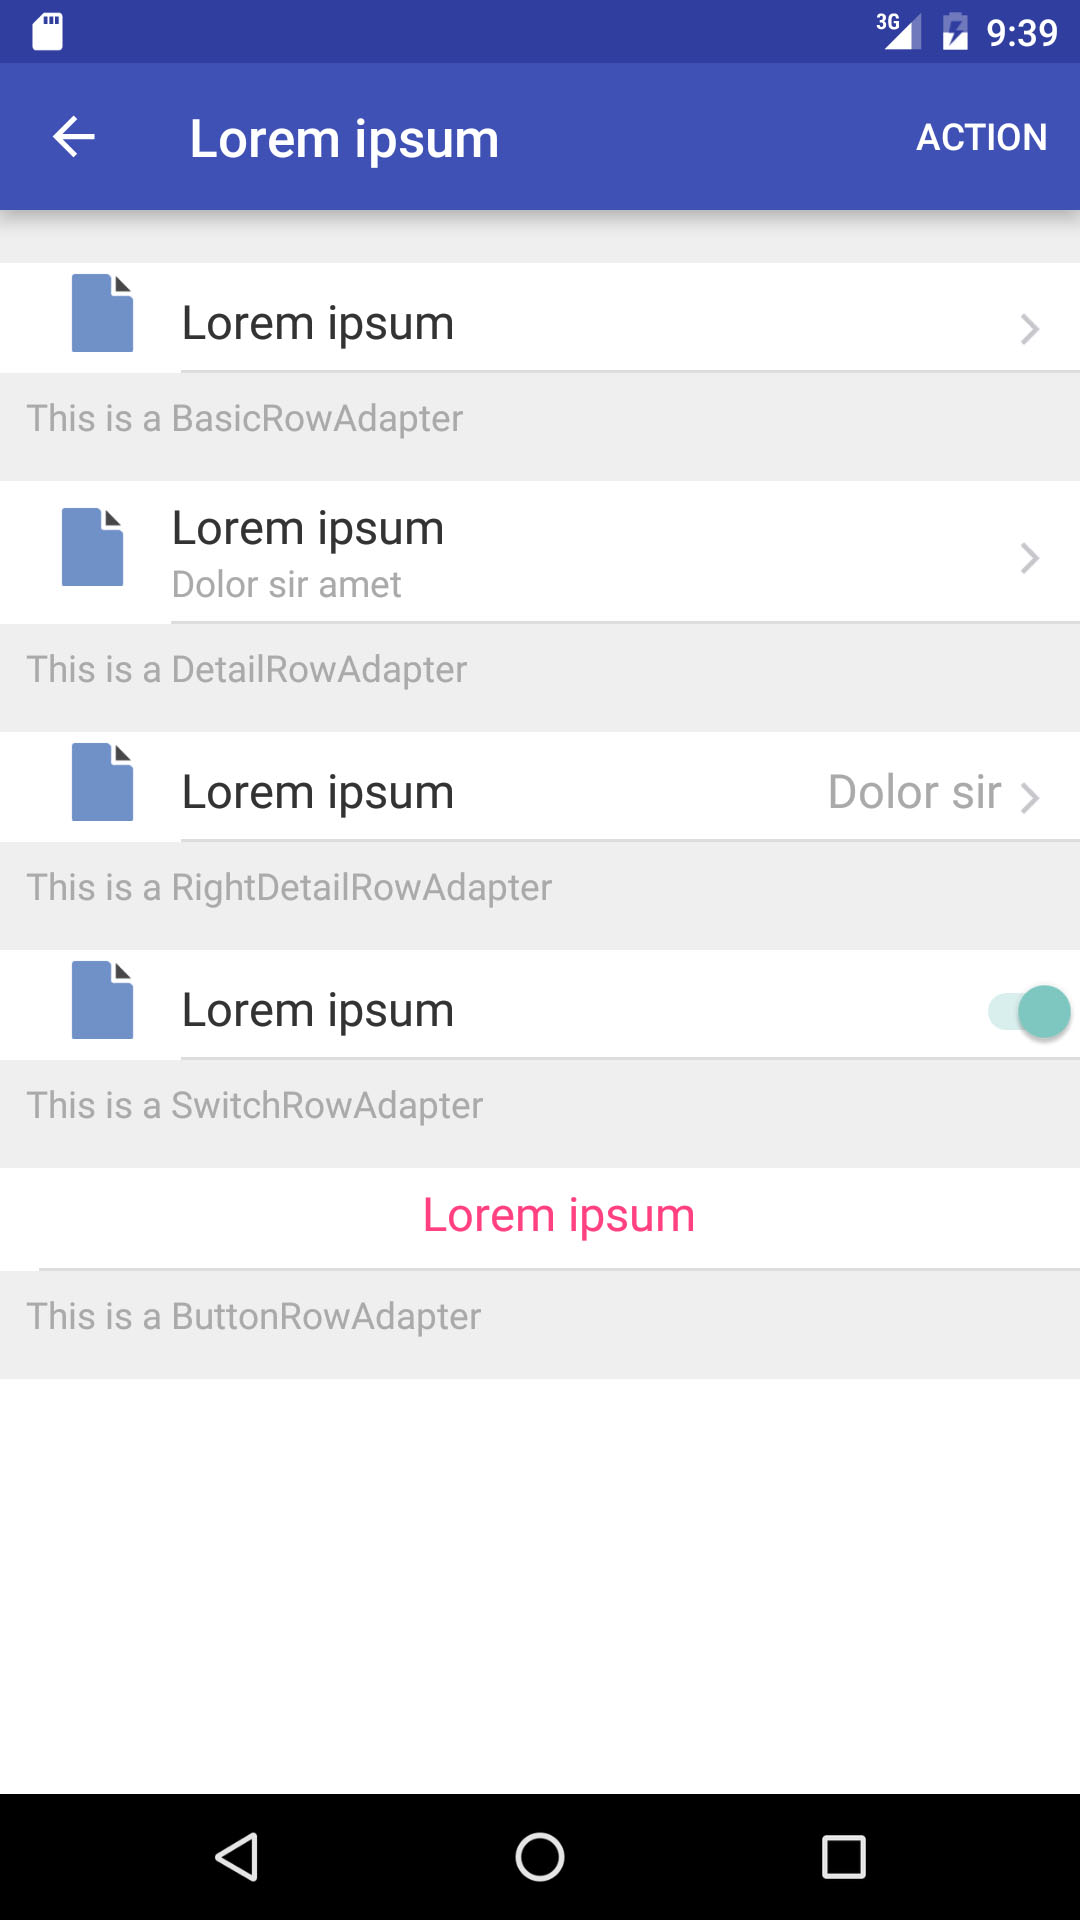 3G 9:39
Lorem ipsum ACTION
Lorem ipsum
This is a BasicRowAdapter
Lorem ipsum
Dolor sir amet
This is a DetailRowAdapter
Lorem ipsum Dolor sir
This is a RightDetailRowAdapter
Lorem ipsum
This is a SwitchRowAdapter
Lorem ipsum
This is a ButtonRowAdapter